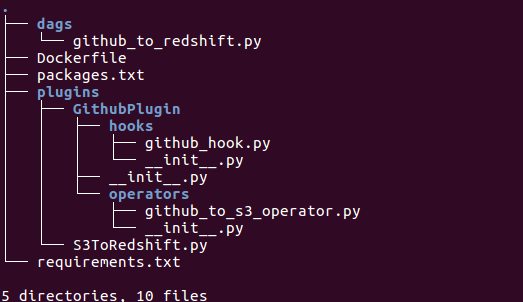 .
├── dags
│   └── github_to_redshift.py
├── Dockerfile
├── packages.txt
├── plugins
│   ├── GithubPlugin
│   │   ├── hooks
│   │   │   ├── github_hook.py
│   │   │   └── __init__.py
│   │   ├── __init__.py
│   │   └── operators
│   │       ├── github_to_s3_operator.py
│   │       └── __init__.py
│   └── S3ToRedshift.py
└── requirements.txt

5 directories, 10 files